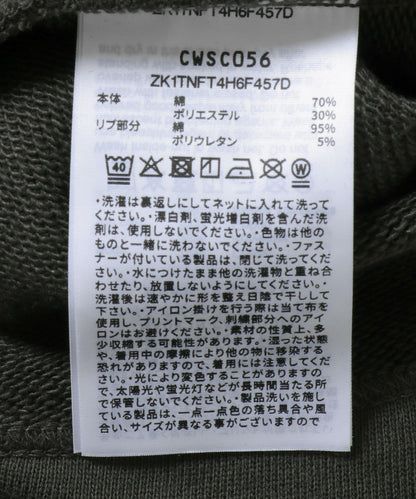 CWSC056
ZK1TNFT4H6F457D
本体 綿 70%
ポリエステル 30%
リブ部分 綿 95%
ポリウレタン 5%
40 W
・洗濯は裏返しにしてネットに入れて洗って
ください。・漂白剤、蛍光増白剤を含んだ洗
剤は、使用しないでください。・色物は他の
ものと一緒に洗わないでください。・ファス
ナーが付いている製品は、閉じて洗ってくだ
さい。・水につけたまま他の洗濯物と重ね合
わせたり、放置しないようにしてください。・
洗濯後は速やかに形を整え日陰で干して
下さい。・アイロン掛けを行う際は当て布を
使用し、プリントマーク、刺繍部分へのアイ
ロンはお避けください。・素材の性質上、多
少収縮する可能性があります。・湿った状態
や、着用中の摩擦により他の物に移染する
恐れがありますので、着用には注意してくだ
さい。・光により変色することがありますの
で、太陽光や蛍光灯などが長時間当たる所
で保管しないでください。・製品洗いを施し
ている製品は、一点一点色の落ち具合や風
合い、サイズが異なる事がございますので